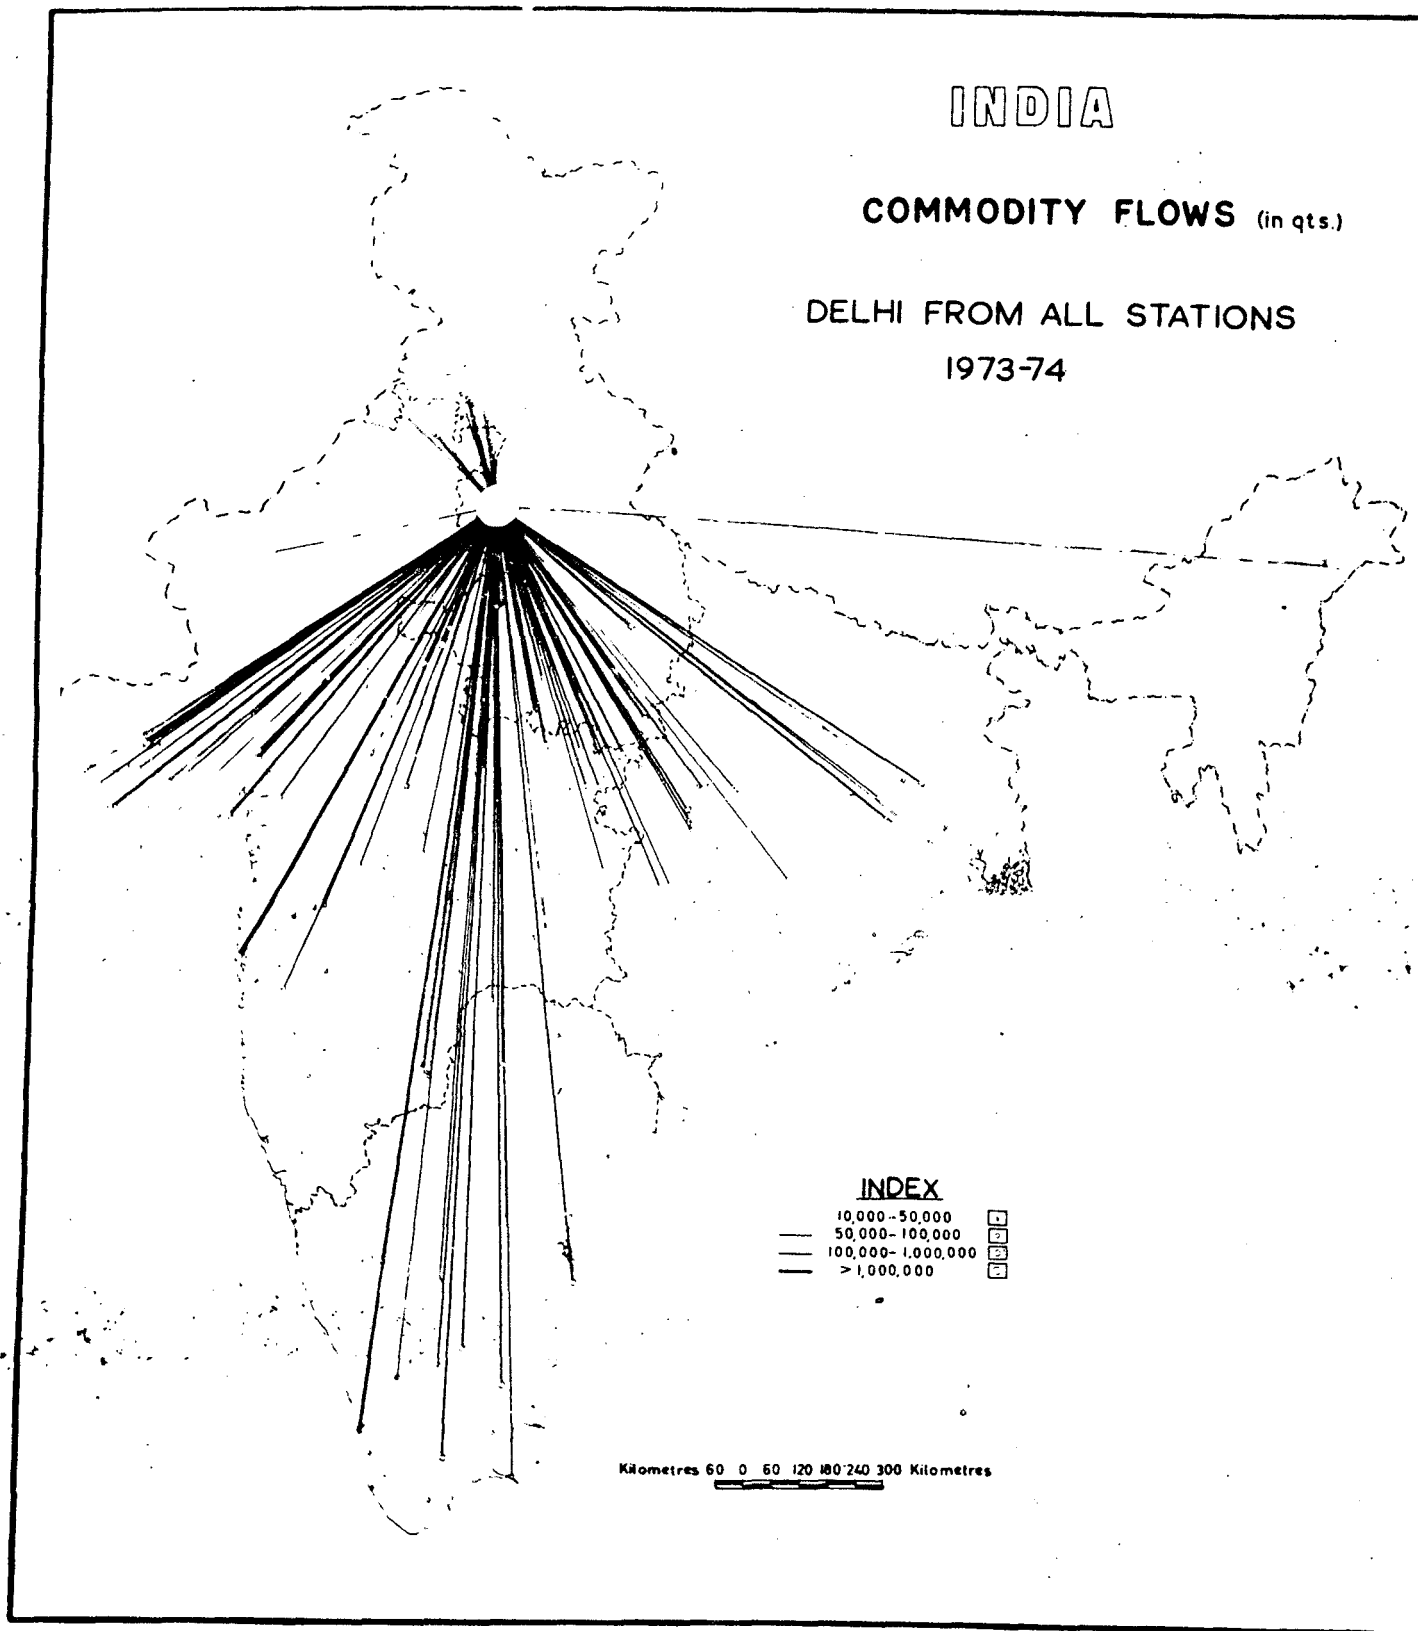 INDIA
COMMODITY FLOWS (in qts.)
DELHI FROM ALL STATIONS
1973-74
INDEX
10,000-50,000
50,000-100,000
100,000-1,000,000
>1,000,000
Kilometres 60 0 60 120 180 240 300 Kilometres